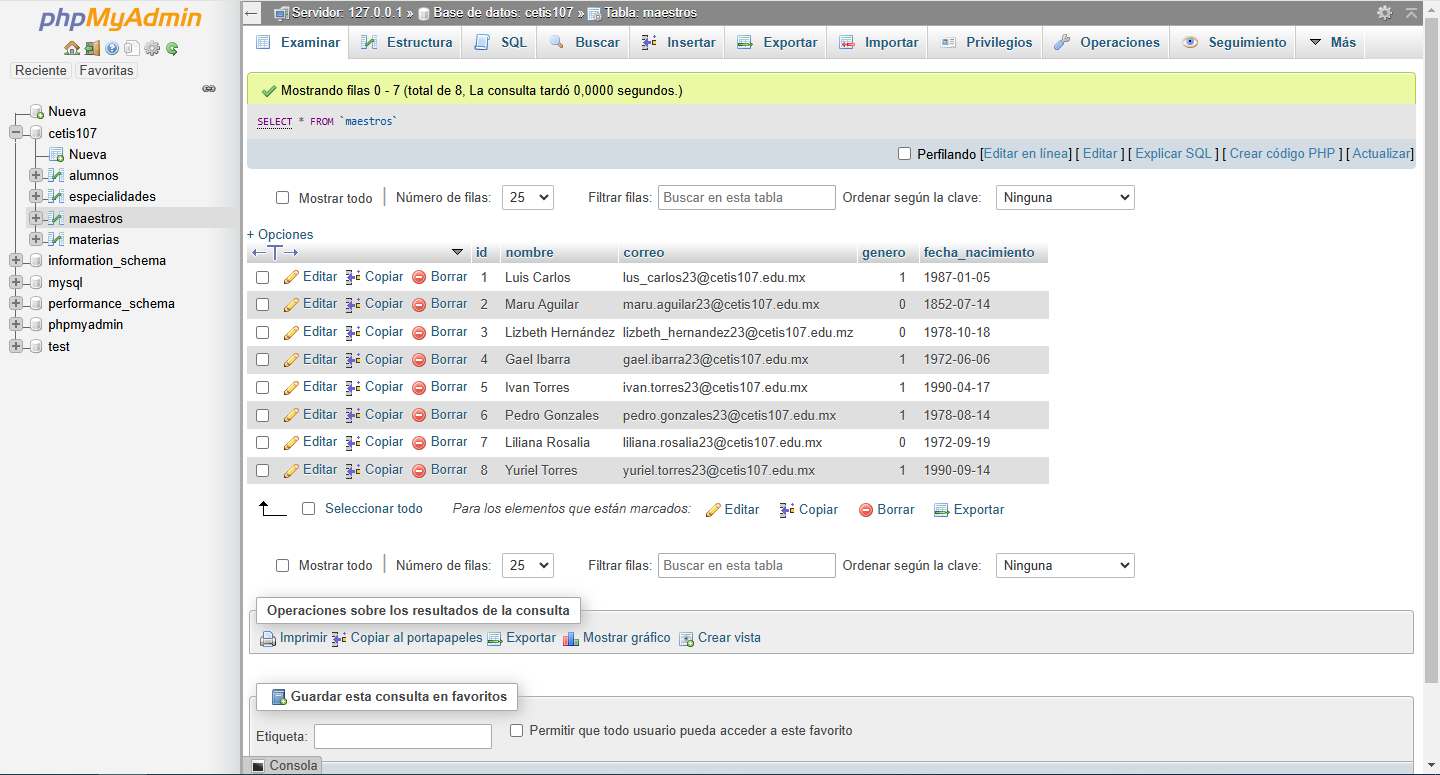 phpMyAdmin
Reciente Favoritas
Nueva
cetis107
Nueva
alumnos
especialidades
maestros
materias
information_schema
mysql
performance_schema
phpmyadmin
test
Servidor: 127.0.0.1 » Base de datos: cetis107 » Tabla: maestros
Examinar Estructura SQL Buscar Insertar Exportar Importar Privilegios Operaciones Seguimiento Más
Mostrando filas 0 - 7 (total de 8, La consulta tardó 0,0000 segundos.)
SELECT * FROM `maestros`
Perfilando [Editar en línea] [ Editar ] [ Explicar SQL ] [ Crear código PHP ] [ Actualizar]
Mostrar todo Número de filas: 25 Filtrar filas: Buscar en esta tabla Ordenar según la clave: Ninguna
+ Opciones
←T→ id nombre correo genero fecha_nacimiento
Editar Copiar Borrar 1 Luis Carlos lus_carlos23@cetis107.edu.mx 1 1987-01-05
Editar Copiar Borrar 2 Maru Aguilar maru.aguilar23@cetis107.edu.mx 0 1852-07-14
Editar Copiar Borrar 3 Lizbeth Hernández lizbeth_hernandez23@cetis107.edu.mz 0 1978-10-18
Editar Copiar Borrar 4 Gael Ibarra gael.ibarra23@cetis107.edu.mx 1 1972-06-06
Editar Copiar Borrar 5 Ivan Torres ivan.torres23@cetis107.edu.mx 1 1990-04-17
Editar Copiar Borrar 6 Pedro Gonzales pedro.gonzales23@cetis107.edu.mx 1 1978-08-14
Editar Copiar Borrar 7 Liliana Rosalia liliana.rosalia23@cetis107.edu.mx 0 1972-09-19
Editar Copiar Borrar 8 Yuriel Torres yuriel.torres23@cetis107.edu.mx 1 1990-09-14
Seleccionar todo Para los elementos que están marcados: Editar Copiar Borrar Exportar
Mostrar todo Número de filas: 25 Filtrar filas: Buscar en esta tabla Ordenar según la clave: Ninguna
Operaciones sobre los resultados de la consulta
Imprimir Copiar al portapapeles Exportar Mostrar gráfico Crear vista
Guardar esta consulta en favoritos
Etiqueta: Permitir que todo usuario pueda acceder a este favorito
Consola